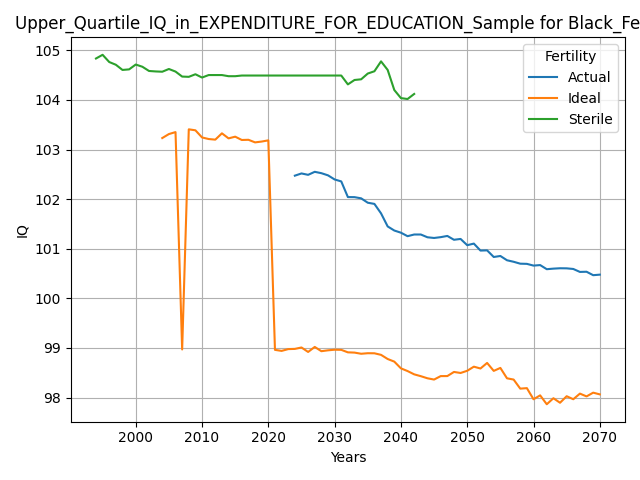 Upper_Quartile_IQ_in_EXPENDITURE_FOR_EDUCATION_Sample for Black_Fe
105
104
103
102
101
100
99
98
IQ
Fertility
Actual
Ideal
Sterile
2000 2010 2020 2030 2040 2050 2060 2070
Years